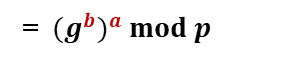 = (g^b)^a mod p